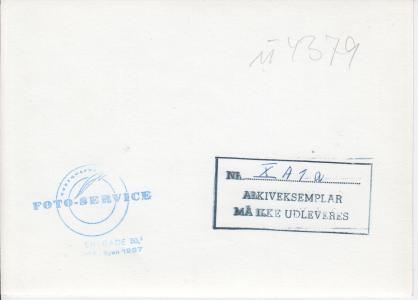 4379
Nr. X A 1 a
ARKIVEKSEMPLAR
MÅ IKKE UDLEVERES
FOTO-SERVICE